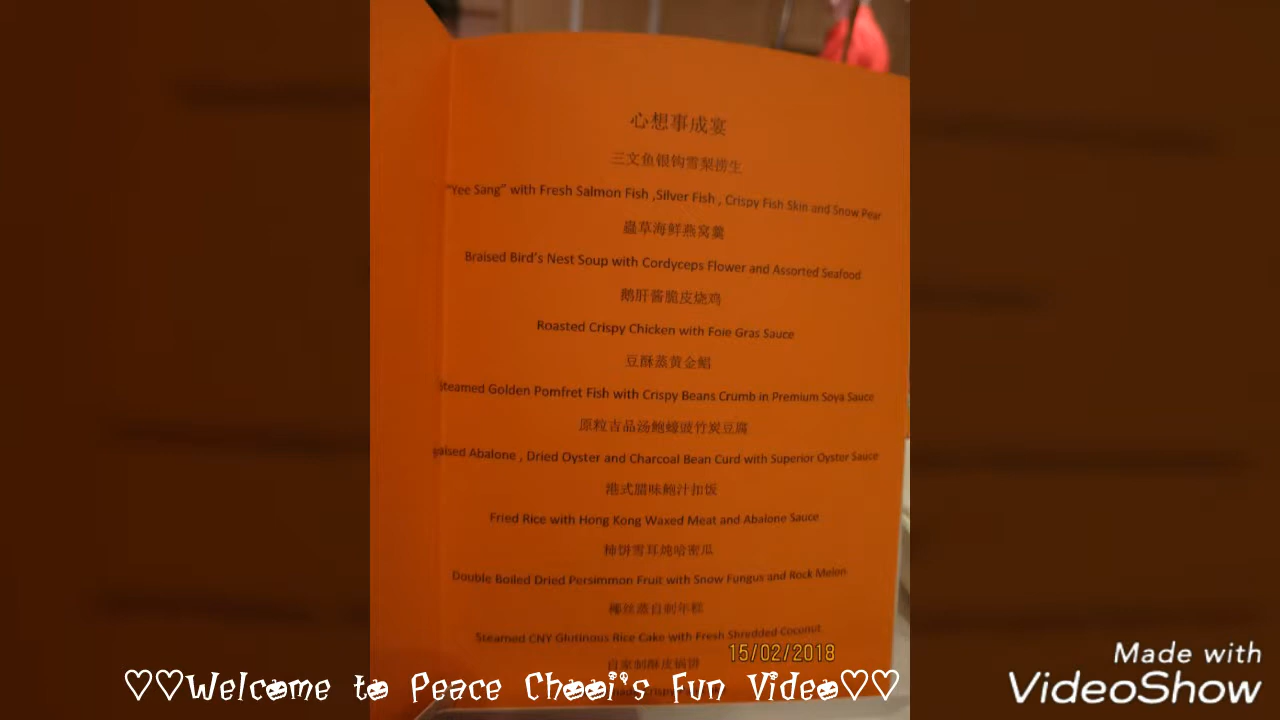 心想事成宴
三文鱼银钩雪梨捞生
"Yee Sang" with Fresh Salmon Fish ,Silver Fish , Crispy Fish Skin and Snow Pear
蟲草海鲜燕窝羹
Braised Bird's Nest Soup with Cordyceps Flower and Assorted Seafood
鹅肝酱脆皮烧鸡
Roasted Crispy Chicken with Foie Gras Sauce
豆酥蒸黄金鲳
Steamed Golden Pomfret Fish with Crispy Beans Crumb in Premium Soya Sauce
原粒吉品汤鲍蠔豉竹炭豆腐
Abalone , Dried Oyster and Charcoal Bean Curd with Superior Oyster Sauce
港式腊味鲍汁扣饭
Fried Rice with Hong Kong Waxed Meat and Abalone Sauce
柿饼雪耳炖哈密瓜
Double Boiled Dried Persimmon Fruit with Snow Fungus and Rock Melon
椰丝蒸自制年糕
Steamed CNY Glutinous Rice Cake with Fresh Shredded Coconut
15/02/2018
自家制酥皮锅饼
♡♡Welcome to Peace Chooi"s Fun Video♡♡
Made with
VideoShow